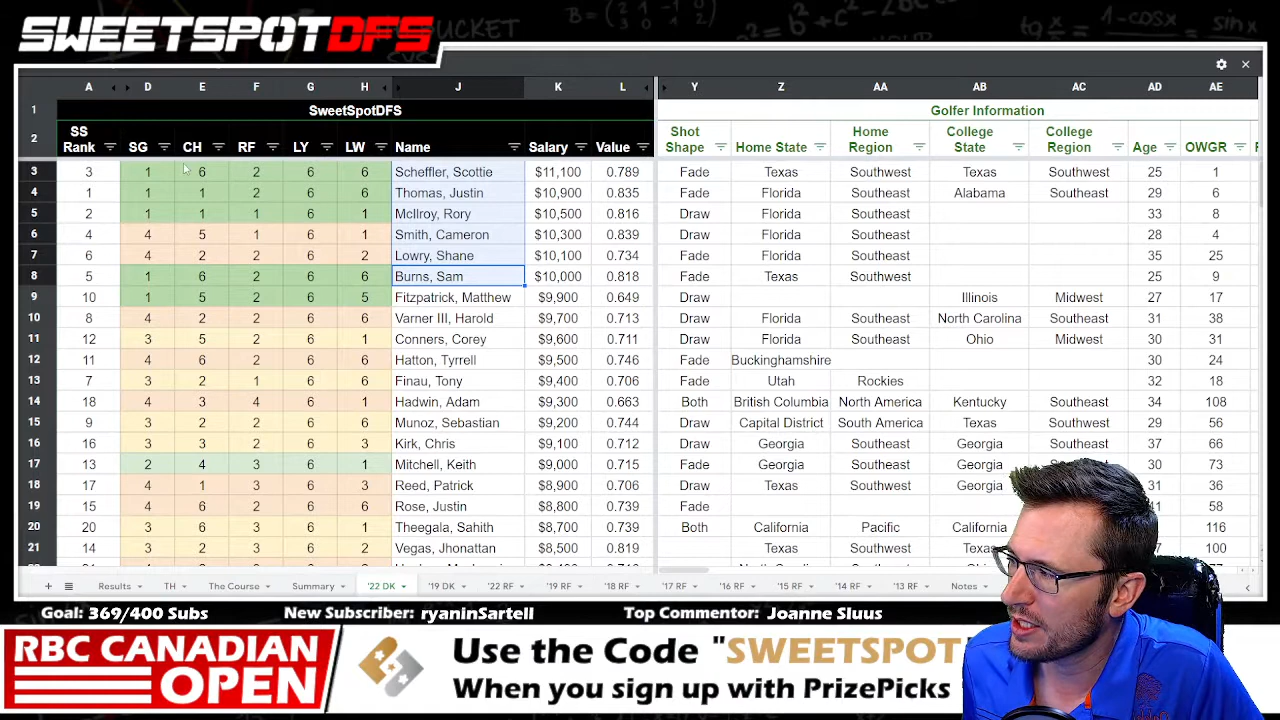 SWEETSPOTDFS
A D E F G H J K L Y Z AA AB AC AD AE
1 SweetSpotDFS Golfer Information
2 SS Rank SG CH RF LY LW Name Salary Value Shot Shape Home State Home Region College State College Region Age OWGR
3 3 1 6 2 6 6 Scheffler, Scottie $11,100 0.789 Fade Texas Southwest Texas Southwest 25 1
4 1 1 1 2 6 6 Thomas, Justin $10,900 0.835 Fade Florida Southeast Alabama Southeast 29 6
5 2 1 1 1 6 1 McIlroy, Rory $10,500 0.816 Draw Florida Southeast 33 8
6 4 4 5 1 6 1 Smith, Cameron $10,300 0.839 Draw Florida Southeast 28 4
7 6 4 2 2 6 2 Lowry, Shane $10,100 0.734 Draw Florida Southeast 35 25
8 5 1 6 2 6 6 Burns, Sam $10,000 0.818 Fade Texas Southwest 25 9
9 10 1 5 2 6 5 Fitzpatrick, Matthew $9,900 0.649 Draw Illinois Midwest 27 17
10 8 4 2 2 6 6 Varner III, Harold $9,700 0.713 Draw Florida Southeast North Carolina Southeast 31 38
11 12 3 5 2 6 1 Conners, Corey $9,600 0.711 Draw Florida Southeast Ohio Midwest 30 31
12 11 4 6 2 6 6 Hatton, Tyrrell $9,500 0.746 Fade Buckinghamshire 30 24
13 7 3 2 1 6 6 Finau, Tony $9,400 0.706 Fade Utah Rockies 32 18
14 18 4 3 4 6 1 Hadwin, Adam $9,300 0.663 Both British Columbia North America Kentucky Southeast 34 108
15 9 3 2 2 6 6 Munoz, Sebastian $9,200 0.744 Draw Capital District South America Texas Southwest 29 56
16 16 3 3 2 6 3 Kirk, Chris $9,100 0.712 Draw Georgia Southeast Georgia Southeast 37 66
17 13 2 4 3 6 1 Mitchell, Keith $9,000 0.715 Fade Georgia Southeast Georgia Southeast 30 73
18 17 4 1 3 6 3 Reed, Patrick $8,900 0.706 Draw Texas Southwest Georgia Southeast 31 36
19 15 4 6 2 6 6 Rose, Justin $8,800 0.739 Fade 58
20 20 3 6 3 6 1 Theegala, Sahith $8,700 0.739 Both California Pacific California 116
21 14 3 2 3 6 2 Vegas, Jhonattan $8,500 0.819 Texas Southwest Texas 100
+ Results TH The Course Summary '22 DK '19 DK '22 RF '19 RF '18 RF '17 RF '16 RF '15 RF '14 RF '13 RF Notes
Goal: 369/400 Subs New Subscriber: ryaninSartell Top Commentor: Joanne Sluus
RBC CANADIAN
OPEN
Use the Code "SWEETSPOT
When you sign up with PrizePicks